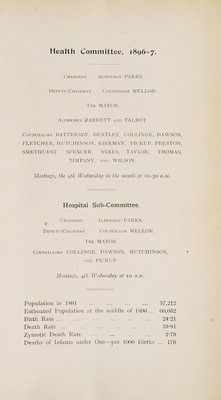 Health Committee, 1896-7.
CHAIRMAN - ALDERMAN PARKS.
DEPUTY-CHAIRMAN - COUNCILLOR MELLOR.
THE MAYOR.
ALDERMEN BARRETT AND TALBOT
COUNCILLORS BATTERSBY, BENTLEY, COLLINGE, DAWSON,
FLETCHER, HUTCHINSON, KIRKMAN, PICKUP, PRESTON,
SMETHURST, SPENCER, SYKES, TAYLOR, THOMAS,
TIMPANY, AND WILSON.
Meetings, the 4th Wednesday in the month at 10-30 a.m.
Hospital Sub-Committee.
CHAIRMAN - ALDERMAN PARKS.
DEPUTY-CHAIRMAN - COUNCILLOR MELLOR.
THE MAYOR.
COUNCILLORS COLLINGE, DAWSON, HUTCHINSON,
AND PICKUP.
Meetings, 4th Wednesday at 10 a.m.
Population in 1891 ... ... ... ... 57,212
Estimated Population at the middle of 1896 ... 60,052
Birth Rate ... ... ... ... ... 24·21
Death Rate ... ... ... ... ... 19·81
Zymotic Death Rate ... ... ... 2·79
Deaths of Infants under One—per 1000 Births ... 176